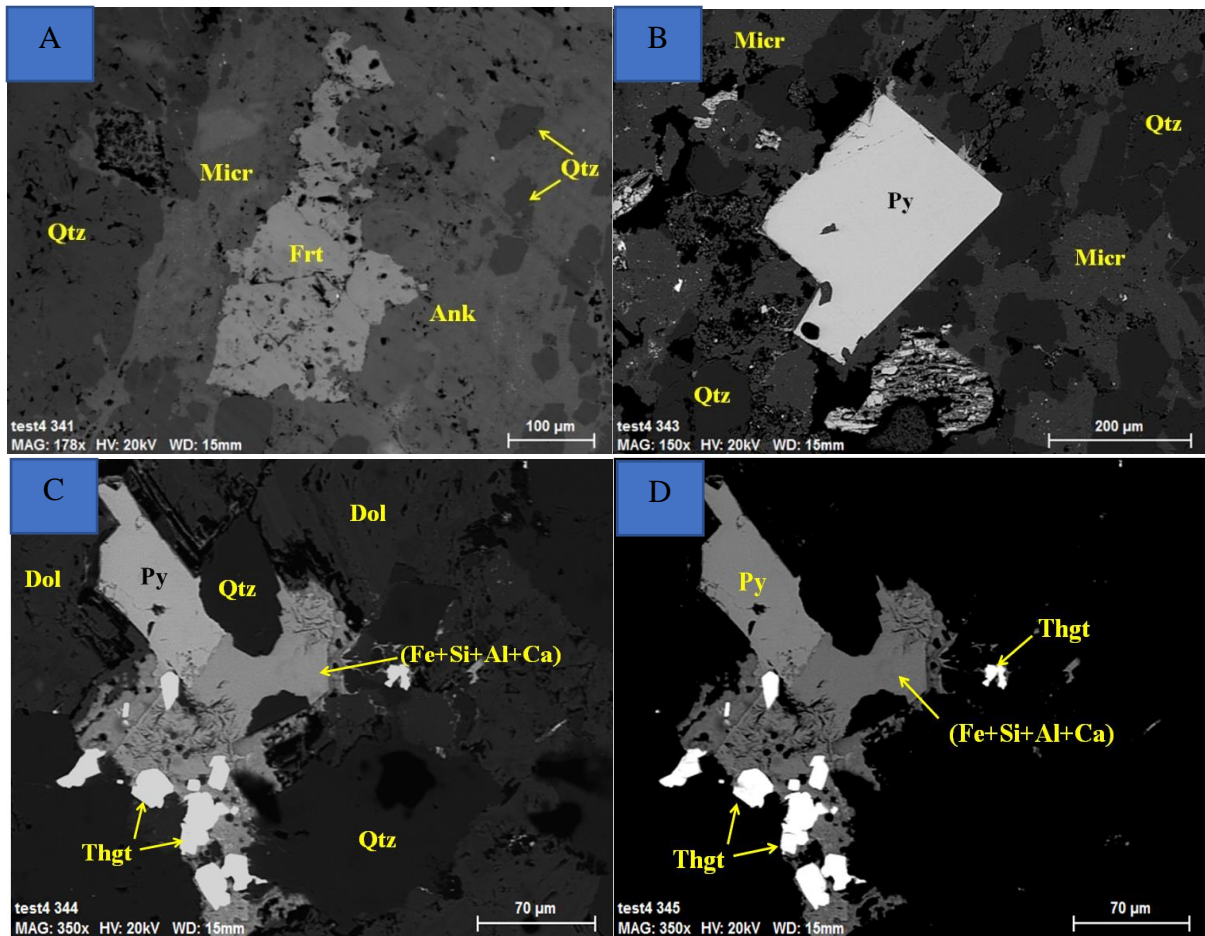 A
Micr
Qtz
Qtz
Frt
Ank
test4 341
MAG: 178x HV: 20kV WD: 15mm
100 µm
B
Micr
Qtz
Py
Micr
Qtz
test4 343
MAG: 150x HV: 20kV WD: 15mm
200 µm
C
Dol
Dol
Py
Qtz
(Fe+Si+Al+Ca)
Thgt
Qtz
test4 344
MAG: 350x HV: 20kV WD: 15mm
70 µm
D
Py
Thgt
(Fe+Si+Al+Ca)
Thgt
test4 345
MAG: 350x HV: 20kV WD: 15mm
70 µm